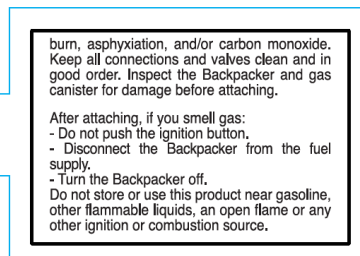 burn, asphyxiation, and/or carbon monoxide.
Keep all connections and valves clean and in
good order. Inspect the Backpacker and gas
canister for damage before attaching.
After attaching, if you smell gas:
- Do not push the ignition button.
- Disconnect the Backpacker from the fuel
supply.
- Turn the Backpacker off.
Do not store or use this product near gasoline,
other flammable liquids, an open flame or any
other ignition or combustion source.